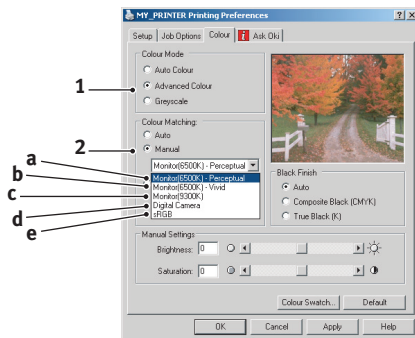 MY_PRINTER Printing Preferences
Setup Job Options Colour Ask Oki
Colour Mode
Auto Colour
1 Advanced Colour
Greyscale
Colour Matching:
Auto
2 Manual
Monitor(6500K) - Perceptual
a Monitor(6500K) - Perceptual
b Monitor(6500K) - Vivid
c Monitor(9300K)
d Digital Camera
e sRGB
Black Finish
Auto
Composite Black (CMYK)
True Black (K)
Manual Settings
Brightness: 0
Saturation: 0
Colour Swatch... Default
OK Cancel Apply Help